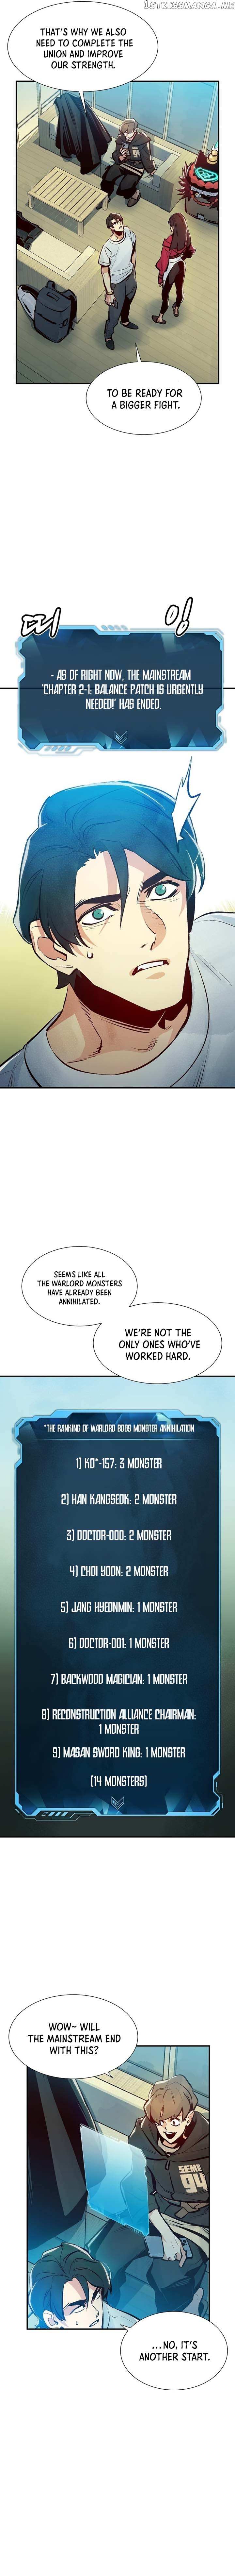 1STKISSMANGA.ME
THAT'S WHY WE ALSO
NEED TO COMPLETE THE
UNION AND IMPROVE
OUR STRENGTH.
TO BE READY FOR
A BIGGER FIGHT.
띠
잉
- AS OF RIGHT NOW, THE MAINSTREAM
'CHAPTER 2-1: BALANCE PATCH IS URGENTLY
NEEDED!' HAS ENDED.
SEEMS LIKE ALL
THE WARLORD MONSTERS
HAVE ALREADY BEEN
ANNIHILATED.
WE'RE NOT THE
ONLY ONES WHO'VE
WORKED HARD.
*THE RANKING OF WARLORD BOSS MONSTER ANNIHILATION
1) KO*-157: 3 MONSTER
2) HAN KANGSEOK: 2 MONSTER
3) DOCTOR-000: 2 MONSTER
4) CHOI YOON: 2 MONSTER
5) JANG HYEONMIN: 1 MONSTER
6) DOCTOR-001: 1 MONSTER
7) BACKWOOD MAGICIAN: 1 MONSTER
8) RECONSTRUCTION ALLIANCE CHAIRMAN:
1 MONSTER
9) MASAN SWORD KING: 1 MONSTER
[14 MONSTERS]
WOW~ WILL
THE MAINSTREAM END
WITH THIS?
...NO, IT'S
ANOTHER START.